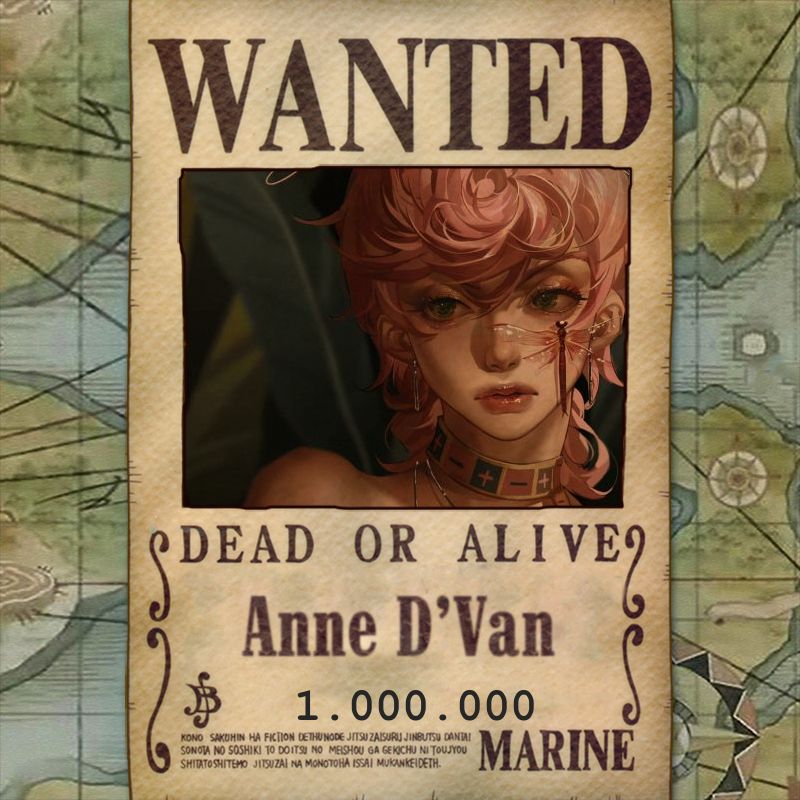 WANTED
DEAD OR ALIVE
Anne D'Van
1.000.000
KONO SAKUHIN HA FICTION DETHUNODE JITSUZAISURU JINBUTSU DANTAI
SONOTA NO SOSHIKI TO DOITSU NO MEISHOU GA GEKICHU NI TOUJYOU
SHITATOSHITEMO JITSUZAI NA MONOTOHA ISSAI MUKANKEIDETH.
MARINE